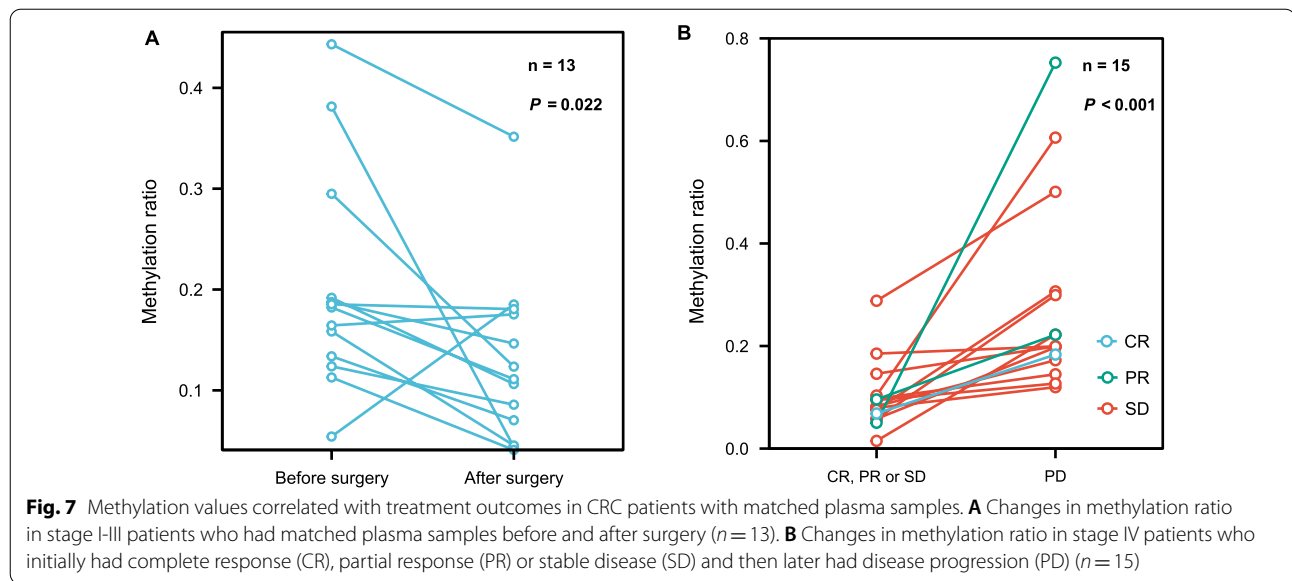 A
n = 13
P = 0.022
Methylation ratio
0.4
0.3
0.2
0.1
Before surgery
After surgery
B
n = 15
P < 0.001
Methylation ratio
0.8
0.6
0.4
0.2
0.0
CR
PR
SD
CR, PR or SD
PD
Fig. 7 Methylation values correlated with treatment outcomes in CRC patients with matched plasma samples. A Changes in methylation ratio
in stage I-III patients who had matched plasma samples before and after surgery (n = 13). B Changes in methylation ratio in stage IV patients who
initially had complete response (CR), partial response (PR) or stable disease (SD) and then later had disease progression (PD) (n = 15)